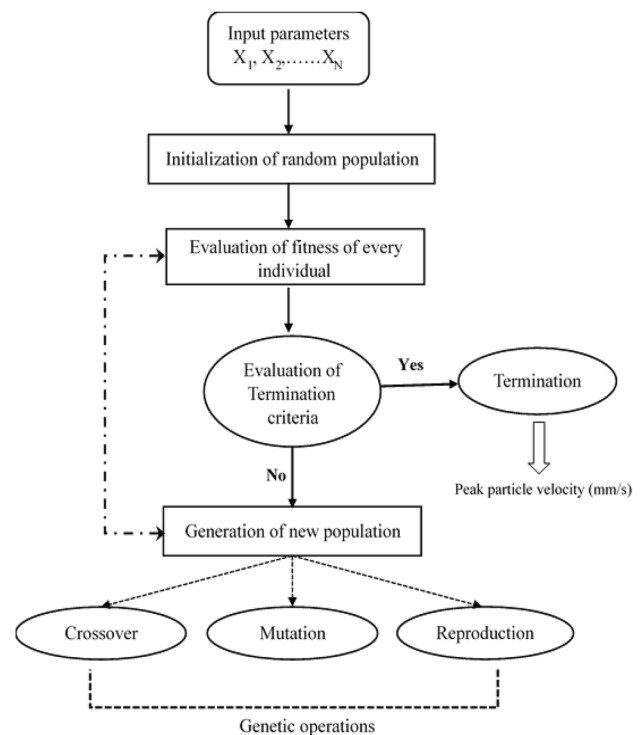 Input parameters
X1, X2,......XN
Initialization of random population
Evaluation of fitness of every
individual
Evaluation of
Termination
criteria
Yes
Termination
Peak particle velocity (mm/s)
No
Generation of new population
Crossover
Mutation
Reproduction
Genetic operations